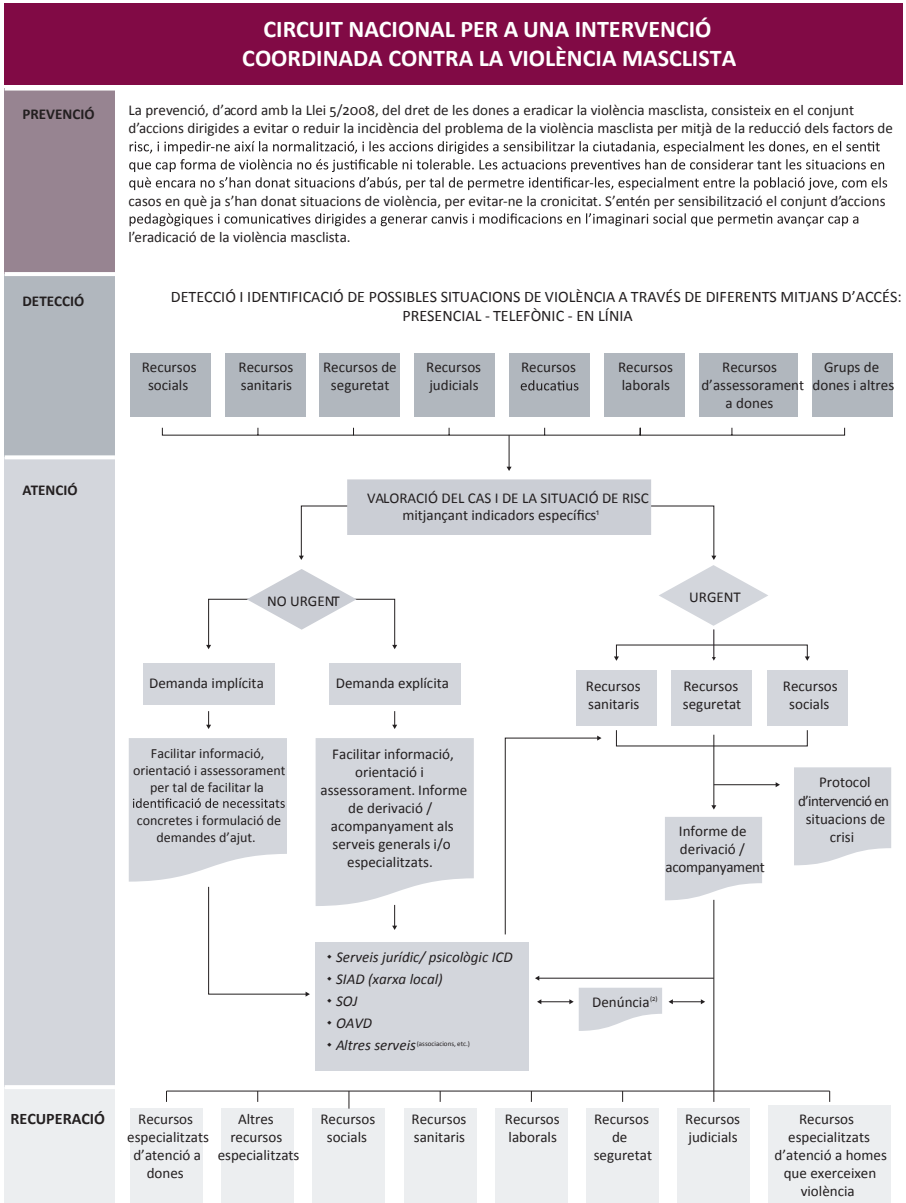 CIRCUIT NACIONAL PER A UNA INTERVENCIÓ
COORDINADA CONTRA LA VIOLÈNCIA MASCLISTA
PREVENCIÓ
La prevenció, d'acord amb la Llei 5/2008, del dret de les dones a eradicar la violència masclista, consisteix en el conjunt
d'accions dirigides a evitar o reduir la incidència del problema de la violència masclista per mitjà de la reducció dels factors de
risc, i impedir-ne així la normalització, i les accions dirigides a sensibilitzar la ciutadania, especialment les dones, en el sentit
que cap forma de violència no és justificable ni tolerable. Les actuacions preventives han de considerar tant les situacions en
què encara no s'han donat situacions d'abús, per tal de permetre identificar-les, especialment entre la població jove, com els
casos en què ja s'han donat situacions de violència, per evitar-ne la cronicitat. S'entén per sensibilització el conjunt d'accions
pedagògiques i comunicatives dirigides a generar canvis i modificacions en l'imaginari social que permetin avançar cap a
l'eradicació de la violència masclista.
DETECCIÓ
DETECCIÓ I IDENTIFICACIÓ DE POSSIBLES SITUACIONS DE VIOLÈNCIA A TRAVÉS DE DIFERENTS MITJANS D'ACCÉS:
PRESENCIAL - TELEFÒNIC - EN LÍNIA
Recursos
socials
Recursos
sanitaris
Recursos de
seguretat
Recursos
judicials
Recursos
educatius
Recursos
laborals
Recursos
d'assessorament
a dones
Grups de
dones i altres
ATENCIÓ
VALORACIÓ DEL CAS I DE LA SITUACIÓ DE RISC
mitjançant indicadors específics¹
NO URGENT
URGENT
Demanda implícita
Demanda explícita
Recursos
sanitaris
Recursos
seguretat
Recursos
socials
Facilitar informació,
orientació i assessorament
per tal de facilitar la
identificació de necessitats
concretes i formulació de
demandes d'ajut.
Facilitar informació,
orientació i
assessorament. Informe
de derivació /
acompanyament als
serveis generals i/o
especialitzats.
Protocol
d'intervenció en
situacions de
crisi
Informe de
derivació /
acompanyament
• Serveis jurídic/ psicològic ICD
• SIAD (xarxa local)
• SOJ
• OAVD
• Altres serveis (associacions, etc.)
Denúncia⁽²⁾
RECUPERACIÓ
Recursos
especialitzats
d'atenció a
dones
Altres
recursos
especialitzats
Recursos
socials
Recursos
sanitaris
Recursos
laborals
Recursos
de
seguretat
Recursos
judicials
Recursos
especialitzats
d'atenció a homes
que exerceixen
violència